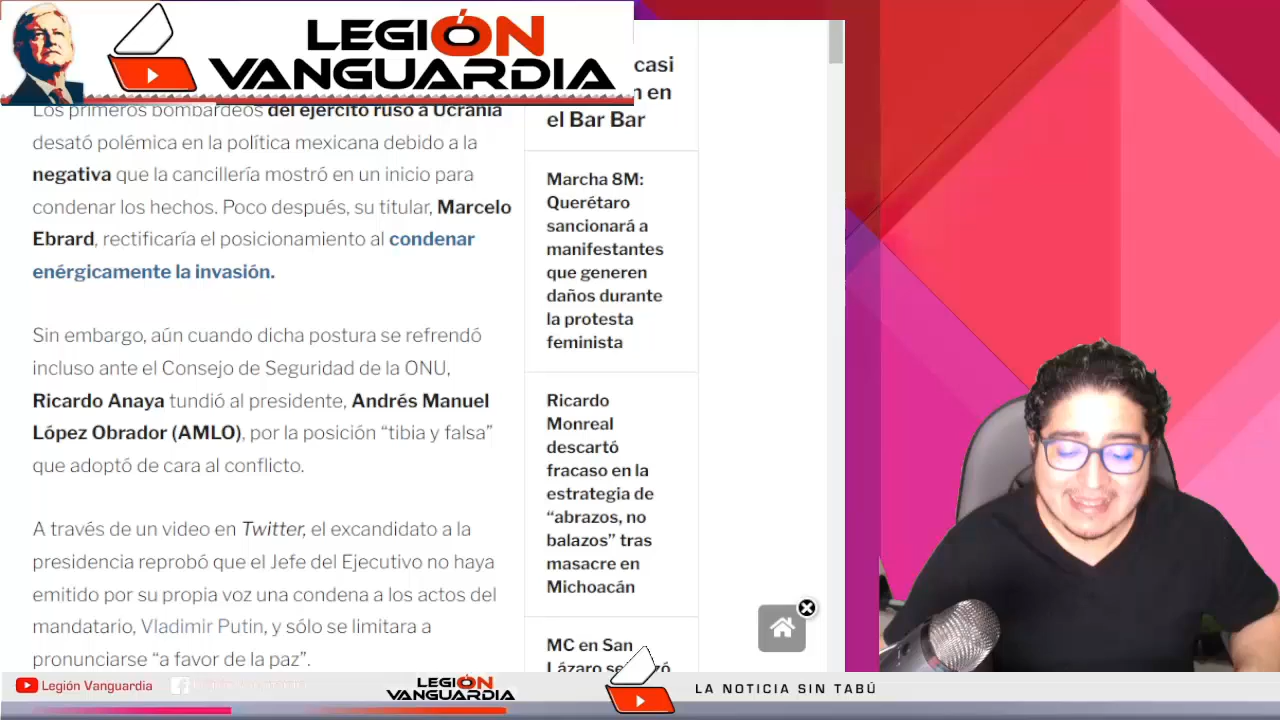 LEGIÓN
VANGUARDIA
Los primeros bombardeos del ejército ruso a Ucrania
desató polémica en la política mexicana debido a la
negativa que la cancillería mostró en un inicio para
condenar los hechos. Poco después, su titular, Marcelo
Ebrard, rectificaría el posicionamiento al condenar
enérgicamente la invasión.
Sin embargo, aún cuando dicha postura se refrendó
incluso ante el Consejo de Seguridad de la ONU,
Ricardo Anaya tundió al presidente, Andrés Manuel
López Obrador (AMLO), por la posición “tibia y falsa”
que adoptó de cara al conflicto.
A través de un video en Twitter, el excandidato a la
presidencia reprobó que el Jefe del Ejecutivo no haya
emitido por su propia voz una condena a los actos del
mandatario, Vladimir Putin, y sólo se limitara a
pronunciarse “a favor de la paz”.
casi
en
el Bar Bar
Marcha 8M:
Querétaro
sancionará a
manifestantes
que generen
daños durante
la protesta
feminista
Ricardo
Monreal
descartó
fracaso en la
estrategia de
“abrazos, no
balazos” tras
masacre en
Michoacán
MC en San
Lázaro
Legión Vanguardia
LEGIÓN
VANGUARDIA
LA NOTICIA SIN TABÚ